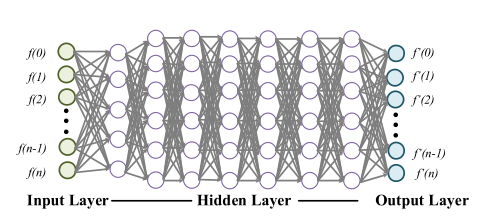 f(0)
f(1)
f(2)
f(n-1)
f(n)
f'(0)
f'(1)
f'(2)
f'(n-1)
f'(n)
Input Layer Hidden Layer Output Layer